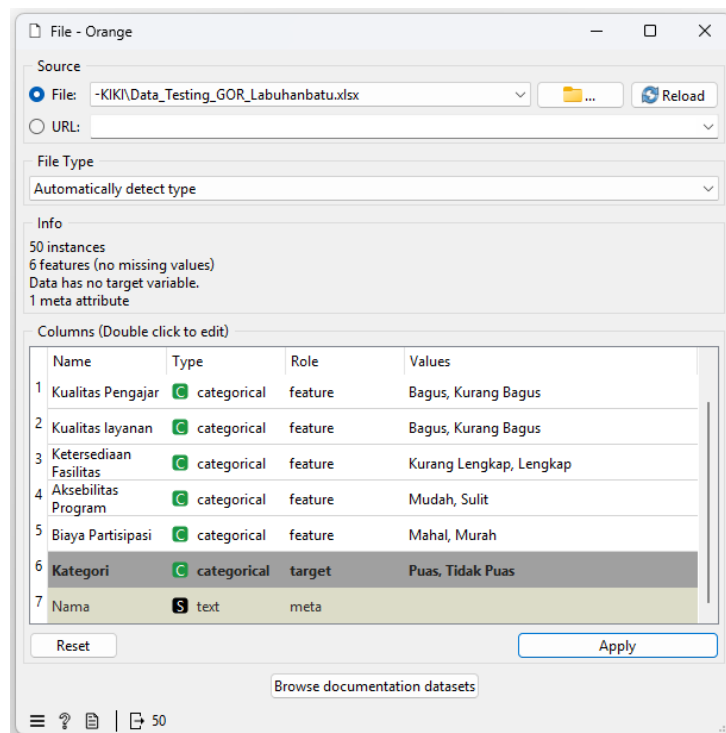 File - Orange
Source
File: -KIKI\Data_Testing_GOR_Labuhanbatu.xlsx ... Reload
URL:
File Type
Automatically detect type
Info
50 instances
6 features (no missing values)
Data has no target variable.
1 meta attribute
Columns (Double click to edit)
Name Type Role Values
1 Kualitas Pengajar C categorical feature Bagus, Kurang Bagus
2 Kualitas layanan C categorical feature Bagus, Kurang Bagus
3 Ketersediaan Fasilitas C categorical feature Kurang Lengkap, Lengkap
4 Aksebilitas Program C categorical feature Mudah, Sulit
5 Biaya Partisipasi C categorical feature Mahal, Murah
6 Kategori C categorical target Puas, Tidak Puas
7 Nama S text meta
Reset Apply
Browse documentation datasets
? 50